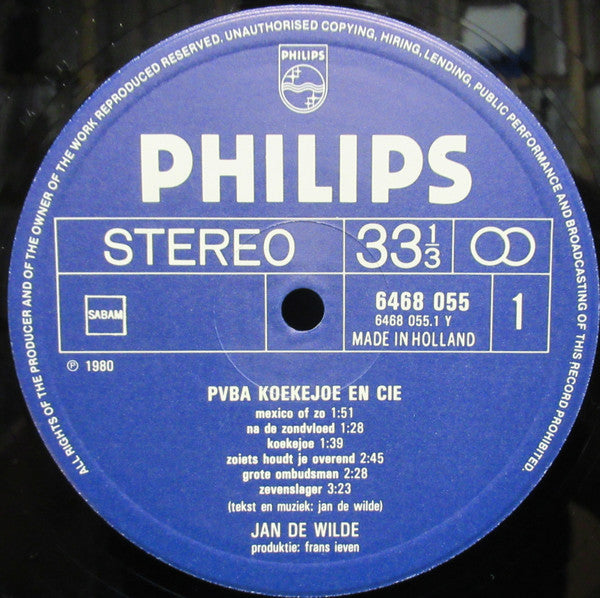 ALL RIGHTS OF THE PRODUCER AND OF THE OWNER OF THE WORK REPRODUCED RESERVED. UNAUTHORISED COPYING, HIRING, LENDING, PUBLIC PERFORMANCE AND BROADCASTING OF THIS RECORD PROHIBITED.
PHILIPS
PHILIPS
STEREO 33 1/3
SABAM
6468 055
6468 055.1 Y
MADE IN HOLLAND
1
℗ 1980
PVBA KOEKEJOE EN CIE
mexico of zo 1:51
na de zondvloed 1:28
koekejoe 1:39
zoiets houdt je overend 2:45
grote ombudsman 2:28
zevenslager 3:23
(tekst en muziek: jan de wilde)
JAN DE WILDE
produktie: frans ieven